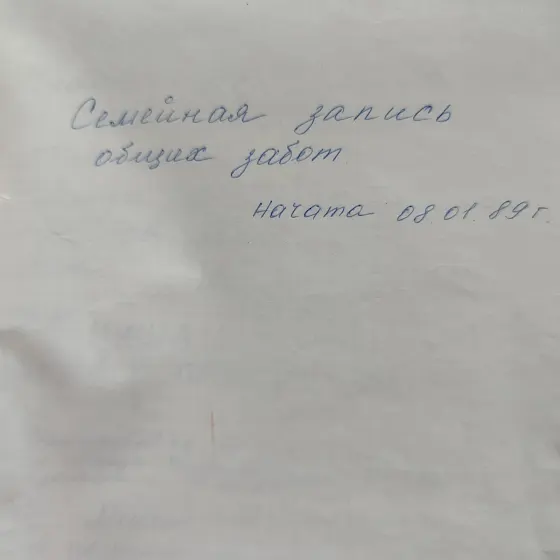 Семейная запись
общих забот
начата 08.01.89 г.